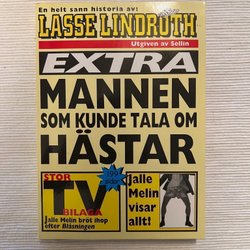 En helt sann historia av:
LASSE LINDROTH
Utgiven av Sellin
EXTRA
MANNEN
SOM KUNDE TALA OM
HÄSTAR
STOR
TV
BILAGA
Jalle Melin bröt ihop
efter Blåsningen
Jalle
Melin
visar
allt!